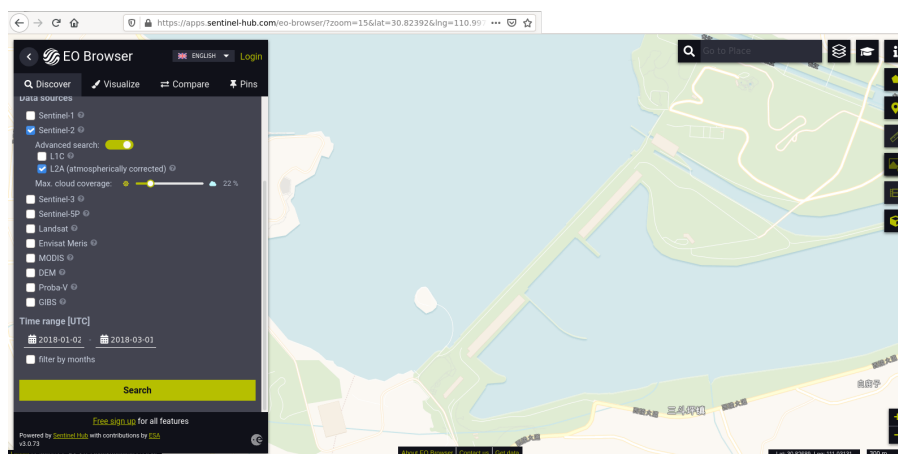 https://apps.sentinel-hub.com/eo-browser/?zoom=15&lat=30.82392&lng=110.99
EO Browser
ENGLISH
Login
Go to Place
Discover
Visualize
Compare
Pins
Data sources
Sentinel-1
Sentinel-2
Advanced search:
L1C
L2A (atmospherically corrected)
Max. cloud coverage:
22 %
Sentinel-3
Sentinel-5P
Landsat
Envisat Meris
MODIS
DEM
Proba-V
GIBS
Time range [UTC]
2018-01-02 - 2018-03-01
filter by months
Search
Free sign up for all features
Powered by Sentinel Hub with contributions by ESA
v3.0.73
三斗坪镇
About EO Browser
Contact us
Get data
300 m